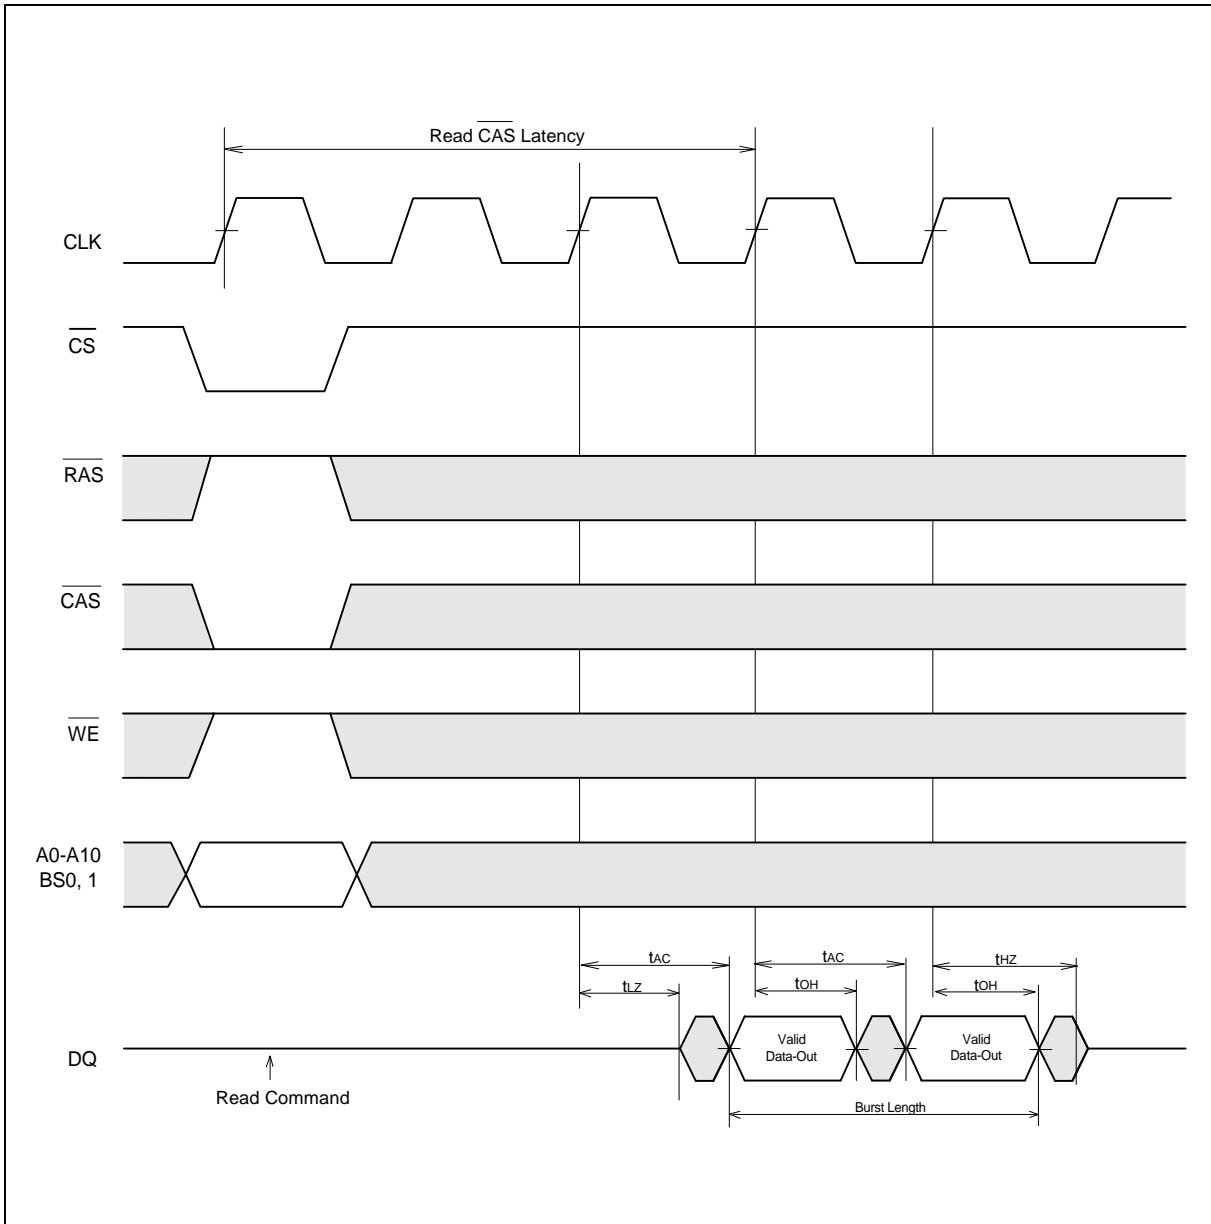 Read CAS Latency
CLK
CS
RAS
CAS
WE
A0-A10
BS0, 1
tAC
tAC
tHZ
tLZ
tOH
tOH
DQ
Valid
Data-Out
Valid
Data-Out
Read Command
Burst Length